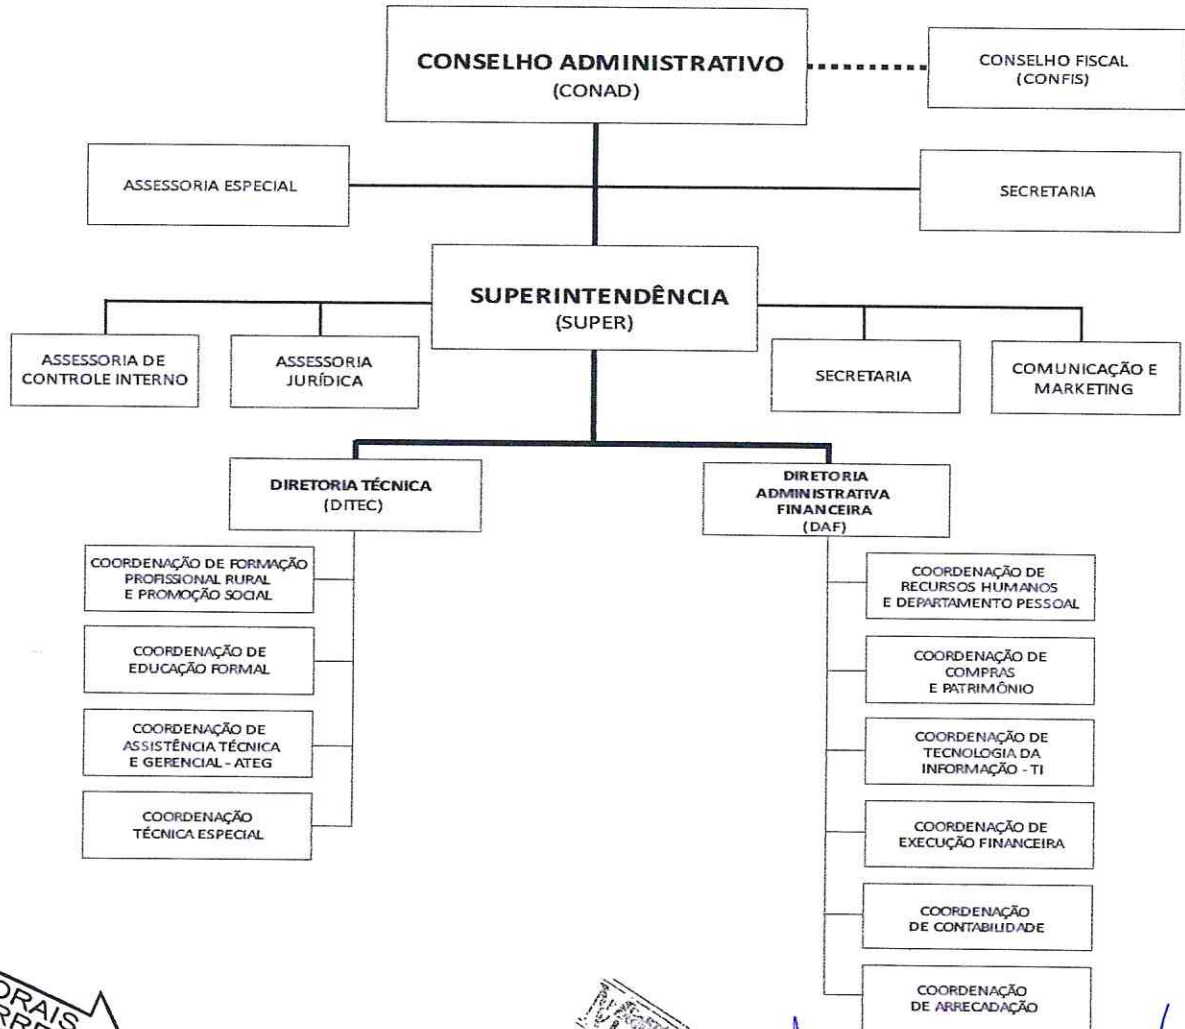 CONSELHO ADMINISTRATIVO
(CONAD)
CONSELHO FISCAL
(CONFIS)
ASSESSORIA ESPECIAL
SECRETARIA
SUPERINTENDÊNCIA
(SUPER)
ASSESSORIA DE
CONTROLE INTERNO
ASSESSORIA
JURÍDICA
SECRETARIA
COMUNICAÇÃO E
MARKETING
DIRETORIA TÉCNICA
(DITEC)
DIRETORIA
ADMINISTRATIVA
FINANCEIRA
(DAF)
COORDENAÇÃO DE FORMAÇÃO
PROFISSIONAL RURAL
E PROMOÇÃO SOCIAL
COORDENAÇÃO DE
EDUCAÇÃO FORMAL
COORDENAÇÃO DE
ASSISTÊNCIA TÉCNICA
E GERENCIAL - ATEG
COORDENAÇÃO
TÉCNICA ESPECIAL
COORDENAÇÃO DE
RECURSOS HUMANOS
E DEPARTAMENTO PESSOAL
COORDENAÇÃO DE
COMPRAS
E PATRIMÔNIO
COORDENAÇÃO DE
TECNOLOGIA DA
INFORMAÇÃO - TI
COORDENAÇÃO DE
EXECUÇÃO FINANCEIRA
COORDENAÇÃO
DE CONTABILIDADE
COORDENAÇÃO
DE ARRECADAÇÃO